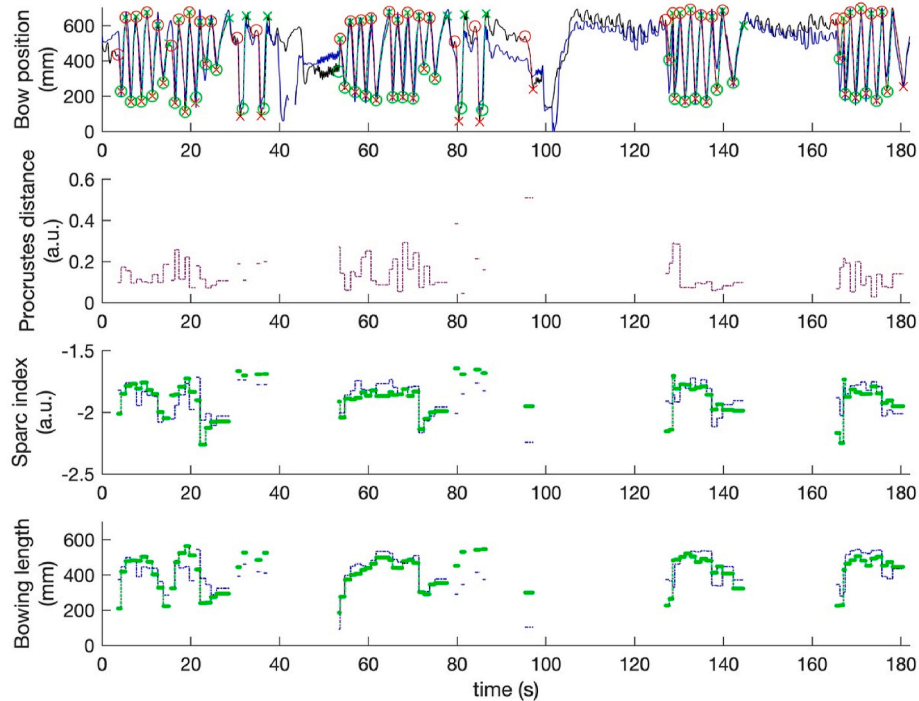 Bow position
(mm)
600
400
200
0
0 20 40 60 80 100 120 140 160 180
Procrustes distance
(a.u.)
0.6
0.4
0.2
0
0 20 40 60 80 100 120 140 160 180
Sparc index
(a.u.)
-1.5
-2
-2.5
0 20 40 60 80 100 120 140 160 180
Bowing length
(mm)
600
400
200
0
0 20 40 60 80 100 120 140 160 180
time (s)